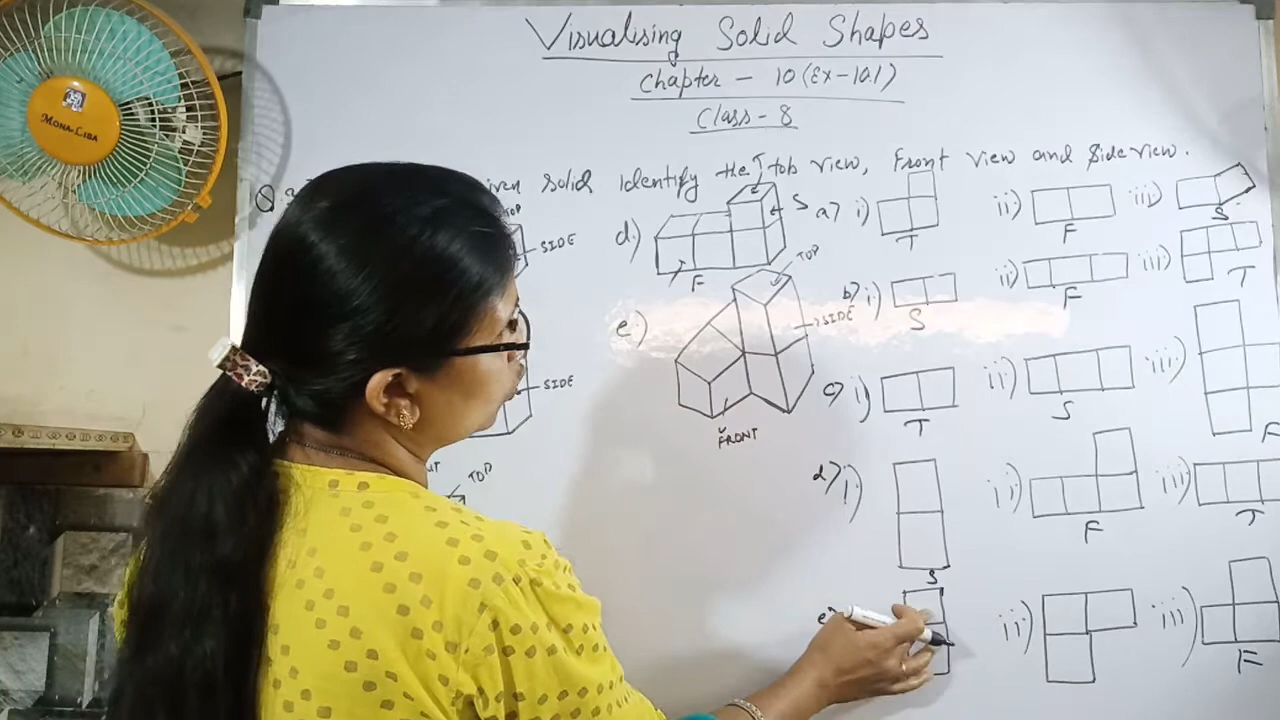 Visualising Solid Shapes
Chapter - 10 (Ex-10.1)
Class - 8
Q. iven solid Identify the top view, Front view and Side view.
MONA-LISA
TOP
SIDE
SIDE
TOP
d.)
S
F
e.)
TOP
SIDE
FRONT
a) i)
T
ii)
F
iii)
S
b) i)
S
ii)
F
iii)
T
c) i)
T
ii)
S
iii)
F
d) i)
S
ii)
F
iii)
T
e)
ii)
iii)
F